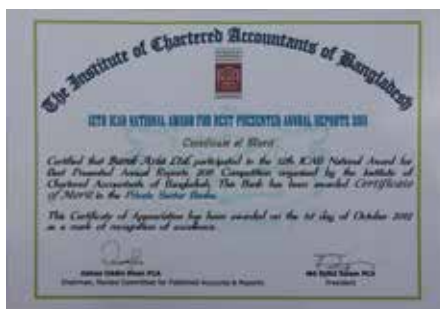 The Institute of Chartered Accountants of Bangladesh
12TH ICAB NATIONAL AWARD FOR BEST PRESENTED ANNUAL REPORTS 2011
Certificate of Merit
Certified that Bank Asia Ltd. participated in the 12th ICAB National Award for
Best Presented Annual Reports 2011 Competition organised by the Institute of
Chartered Accountants of Bangladesh. This Bank has been awarded Certificate
of Merit in the Private Sector Banks.
This Certificate of Appreciation has been awarded on the 1st day of October 2012
as a mark of recognition of excellence.
Chairman, Review Committee for Published Accounts & Reports
President